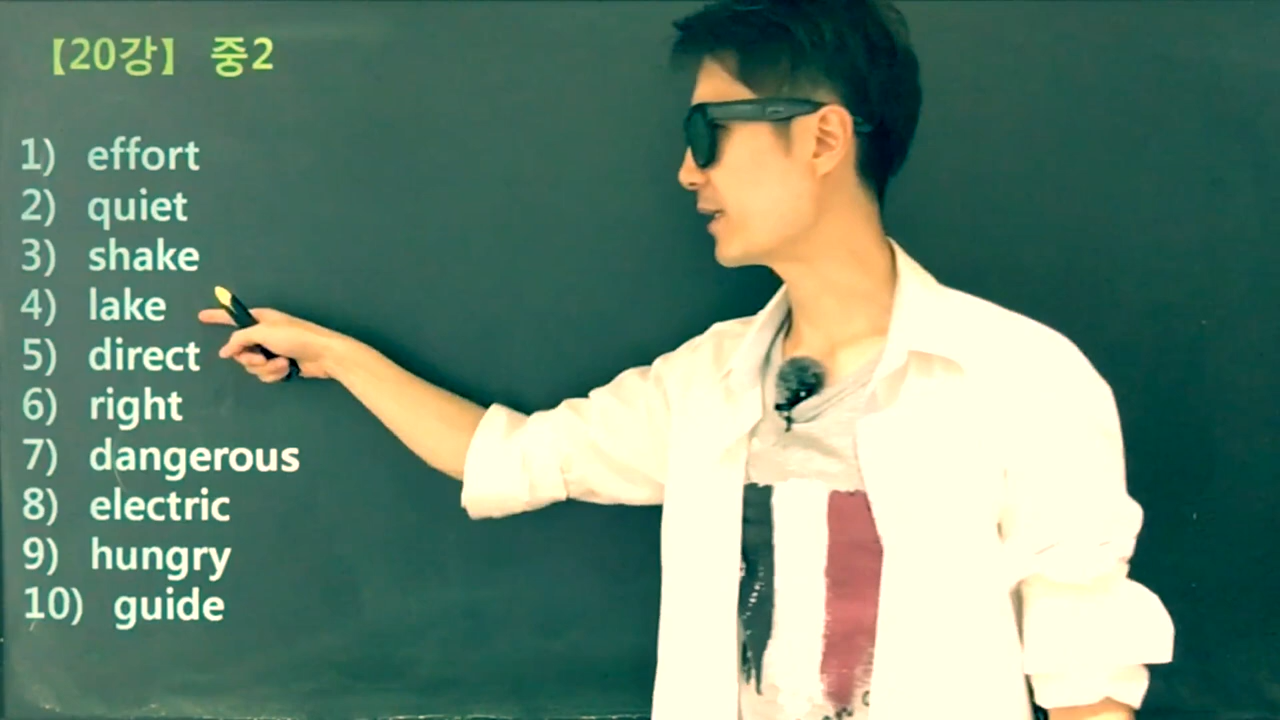 【20강】 중2
1) effort
2) quiet
3) shake
4) lake
5) direct
6) right
7) dangerous
8) electric
9) hungry
10) guide